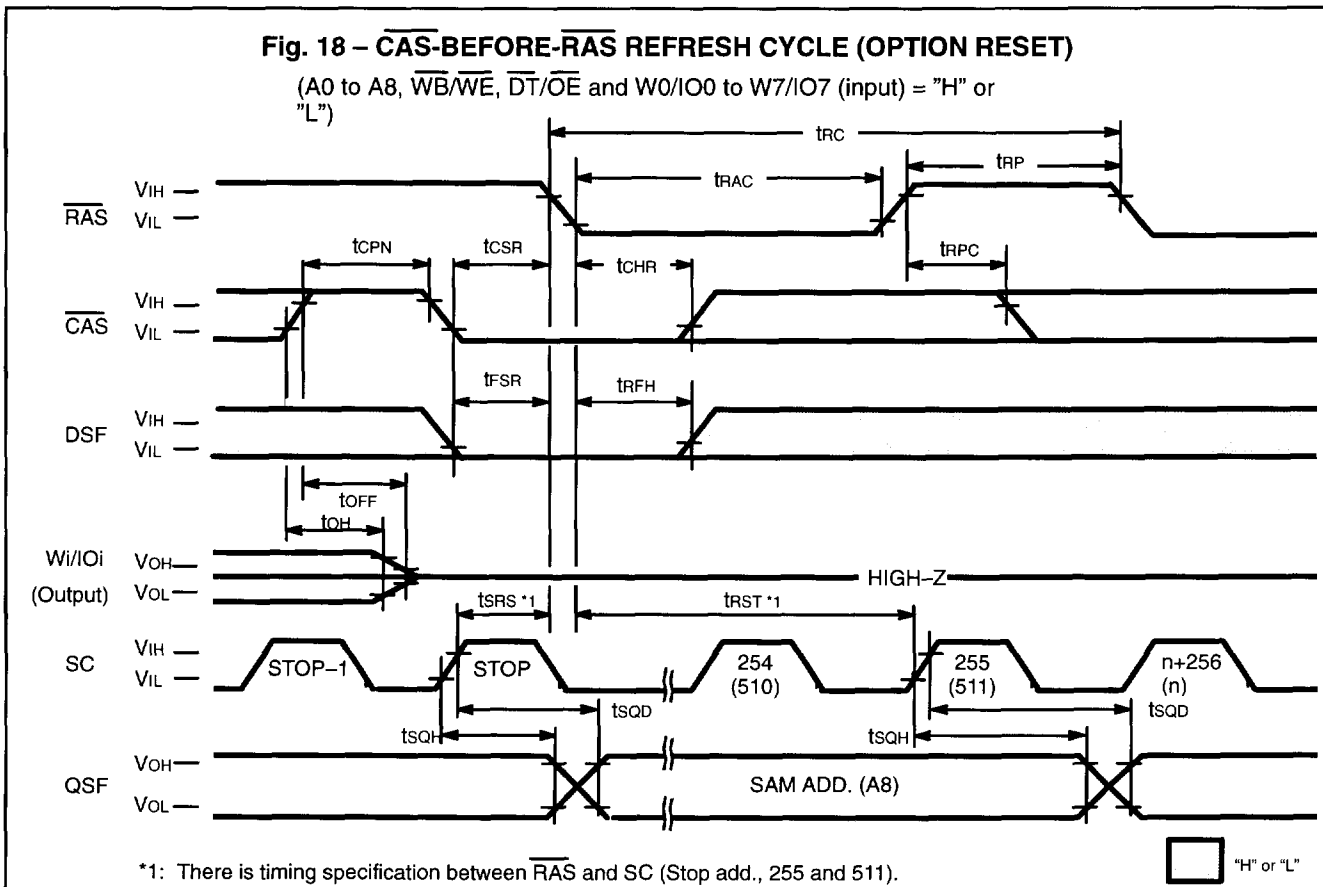 Fig. 18 – CAS-BEFORE-RAS REFRESH CYCLE (OPTION RESET)
(A0 to A8, WB/WE, DT/OE and W0/IO0 to W7/IO7 (input) = "H" or
"L")
tRC
tRP
tRAC
VIH
RAS
VIL
tCPN
tCSR
tCHR
tRPC
VIH
CAS
VIL
tFSR
tRFH
VIH
DSF
VIL
tOFF
tOH
Wi/IOi
VOH
HIGH–Z
(Output)
VOL
tSRS *1
tRST *1
VIH
SC
VIL
STOP–1
STOP
254
(510)
255
(511)
n+256
(n)
tSQD
tSQD
tSQH
tSQH
VOH
QSF
SAM ADD. (A8)
VOL
*1: There is timing specification between RAS and SC (Stop add., 255 and 511).
"H" or "L"